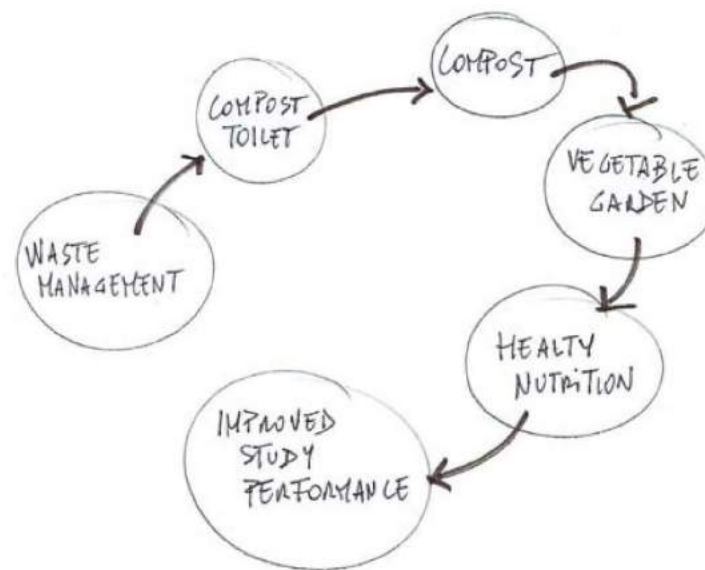 WASTE
MANAGEMENT
COMPOST
TOILET
COMPOST
VEGETABLE
GARDEN
HEALTY
NUTRITION
IMPROVED
STUDY
PERFORMANCE